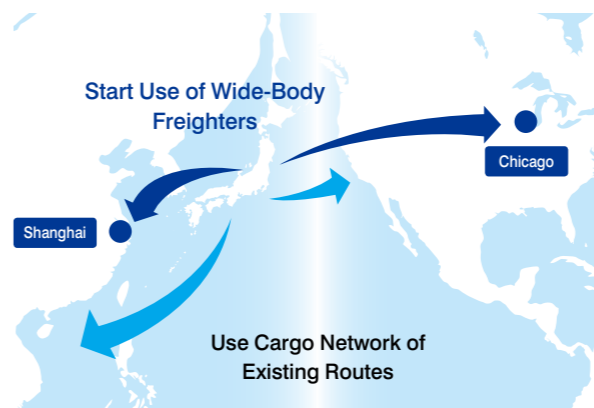 Start Use of Wide-Body
Freighters
Chicago
Shanghai
Use Cargo Network of
Existing Routes